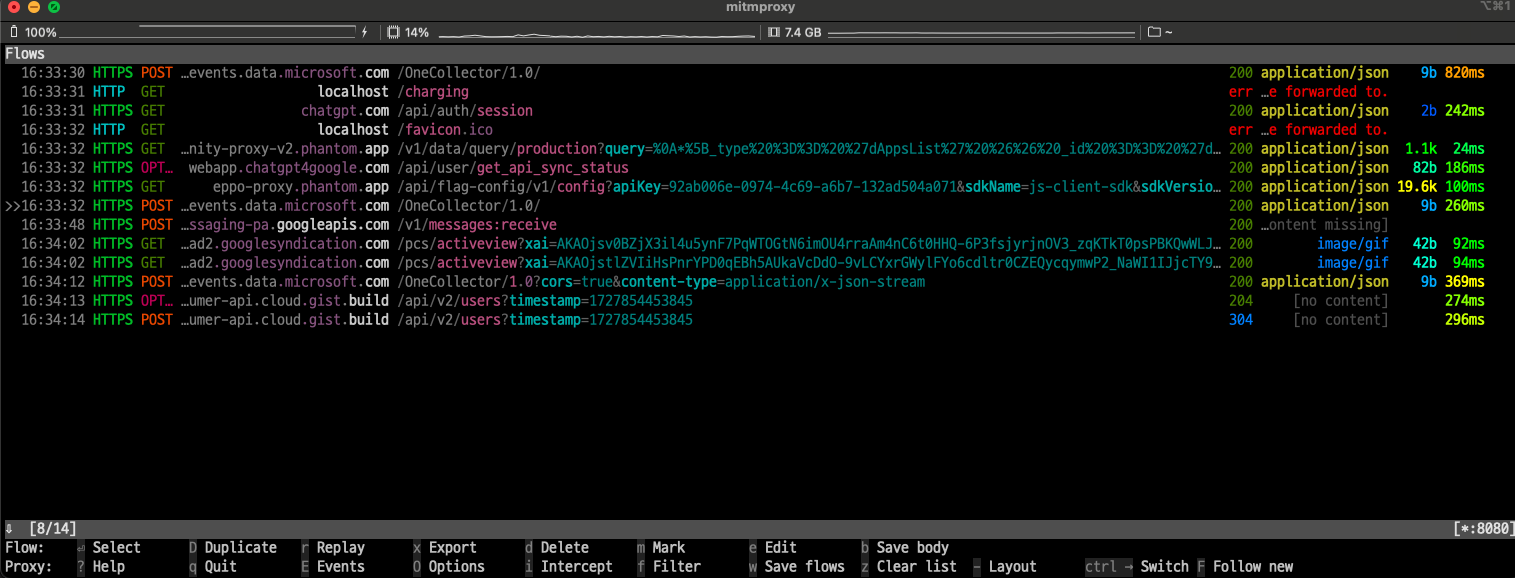 mitmproxy
⌥⌘1
100% 14% 7.4 GB ~
Flows
16:33:30 HTTPS POST …events.data.microsoft.com /OneCollector/1.0/ 200 application/json 9b 820ms
16:33:31 HTTP GET localhost /charging err …e forwarded to.
16:33:31 HTTPS GET chatgpt.com /api/auth/session 200 application/json 2b 242ms
16:33:32 HTTP GET localhost /favicon.ico err …e forwarded to.
16:33:32 HTTPS GET …nity-proxy-v2.phantom.app /v1/data/query/production?query=%0A*%5B_type%20%3D%3D%20%27dAppsList%27%20%26%26%20_id%20%3D%3D%20%27d… 200 application/json 1.1k 24ms
16:33:32 HTTPS OPT… webapp.chatgpt4google.com /api/user/get_api_sync_status 200 application/json 82b 186ms
16:33:32 HTTPS GET eppo-proxy.phantom.app /api/flag-config/v1/config?apiKey=92ab006e-0974-4c69-a6b7-132ad504a071&sdkName=js-client-sdk&sdkVersio… 200 application/json 19.6k 100ms
>>16:33:32 HTTPS POST …events.data.microsoft.com /OneCollector/1.0/ 200 application/json 9b 260ms
16:33:48 HTTPS POST …ssaging-pa.googleapis.com /v1/messages:receive 200 …ontent missing]
16:34:02 HTTPS GET …ad2.googlesyndication.com /pcs/activeview?xai=AKAOjsv0BZjX3il4u5ynF7PqWTOGtN6imOU4rraAm4nC6t0HHQ-6P3fsjyrjnOV3_zqKTkT0psPBKQwWLJ… 200 image/gif 42b 92ms
16:34:02 HTTPS GET …ad2.googlesyndication.com /pcs/activeview?xai=AKAOjstlZVIiHsPnrYPD0qEBh5AUkaVcDdO-9vLCYxrGWylFYo6cdltr0CZEQycqymwP2_NaWI1IJjcTY9… 200 image/gif 42b 94ms
16:34:12 HTTPS POST …events.data.microsoft.com /OneCollector/1.0?cors=true&content-type=application/x-json-stream 200 application/json 9b 369ms
16:34:13 HTTPS OPT… …umer-api.cloud.gist.build /api/v2/users?timestamp=1727854453845 204 [no content] 274ms
16:34:14 HTTPS POST …umer-api.cloud.gist.build /api/v2/users?timestamp=1727854453845 304 [no content] 296ms
⇩ [8/14] [*:8080]
Flow: ⏎ Select D Duplicate r Replay x Export d Delete m Mark e Edit b Save body
Proxy: ? Help q Quit E Events O Options i Intercept f Filter w Save flows z Clear list - Layout ctrl → Switch F Follow new